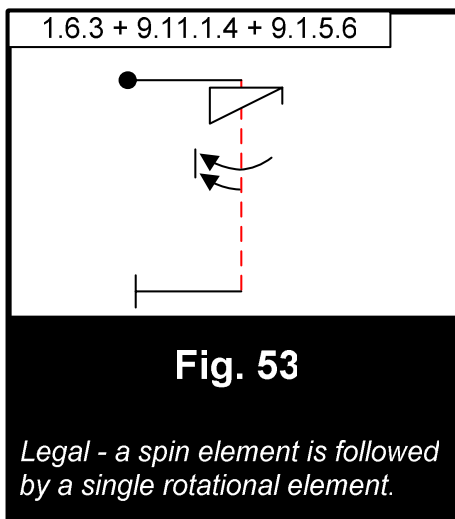 1.6.3 + 9.11.1.4 + 9.1.5.6
Fig. 53
Legal - a spin element is followed
by a single rotational element.